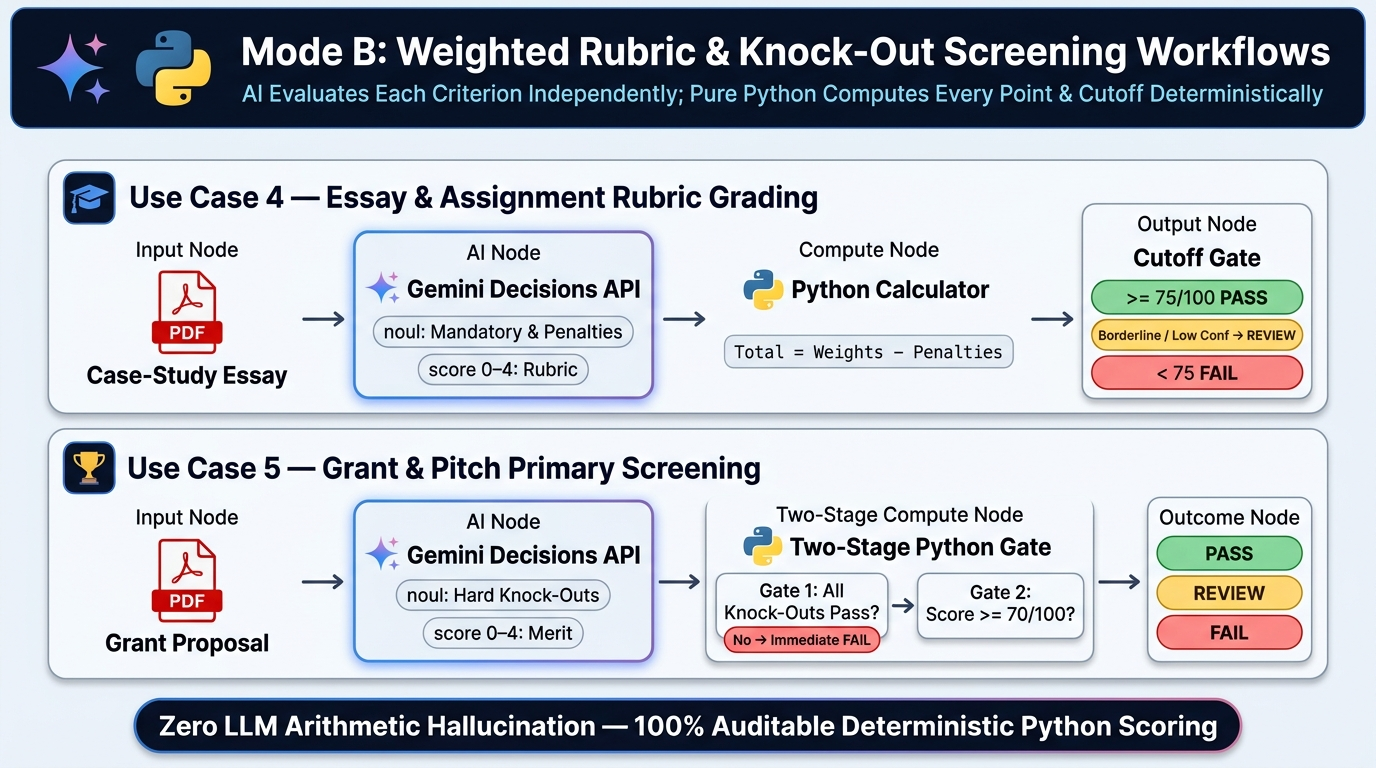 Mode B: Weighted Rubric & Knock-Out Screening Workflows
AI Evaluates Each Criterion Independently; Pure Python Computes Every Point & Cutoff Deterministically
Use Case 4 — Essay & Assignment Rubric Grading
Input Node
PDF
Case-Study Essay
AI Node
Gemini Decisions API
noul: Mandatory & Penalties
score 0–4: Rubric
Compute Node
Python Calculator
Total = Weights − Penalties
Output Node
Cutoff Gate
>= 75/100 PASS
Borderline / Low Conf → REVIEW
< 75 FAIL
Use Case 5 — Grant & Pitch Primary Screening
Input Node
PDF
Grant Proposal
AI Node
Gemini Decisions API
noul: Hard Knock-Outs
score 0–4: Merit
Two-Stage Compute Node
Two-Stage Python Gate
Gate 1: All
Knock-Outs Pass?
No → Immediate FAIL
Gate 2:
Score >= 70/100?
Outcome Node
PASS
REVIEW
FAIL
Zero LLM Arithmetic Hallucination — 100% Auditable Deterministic Python Scoring